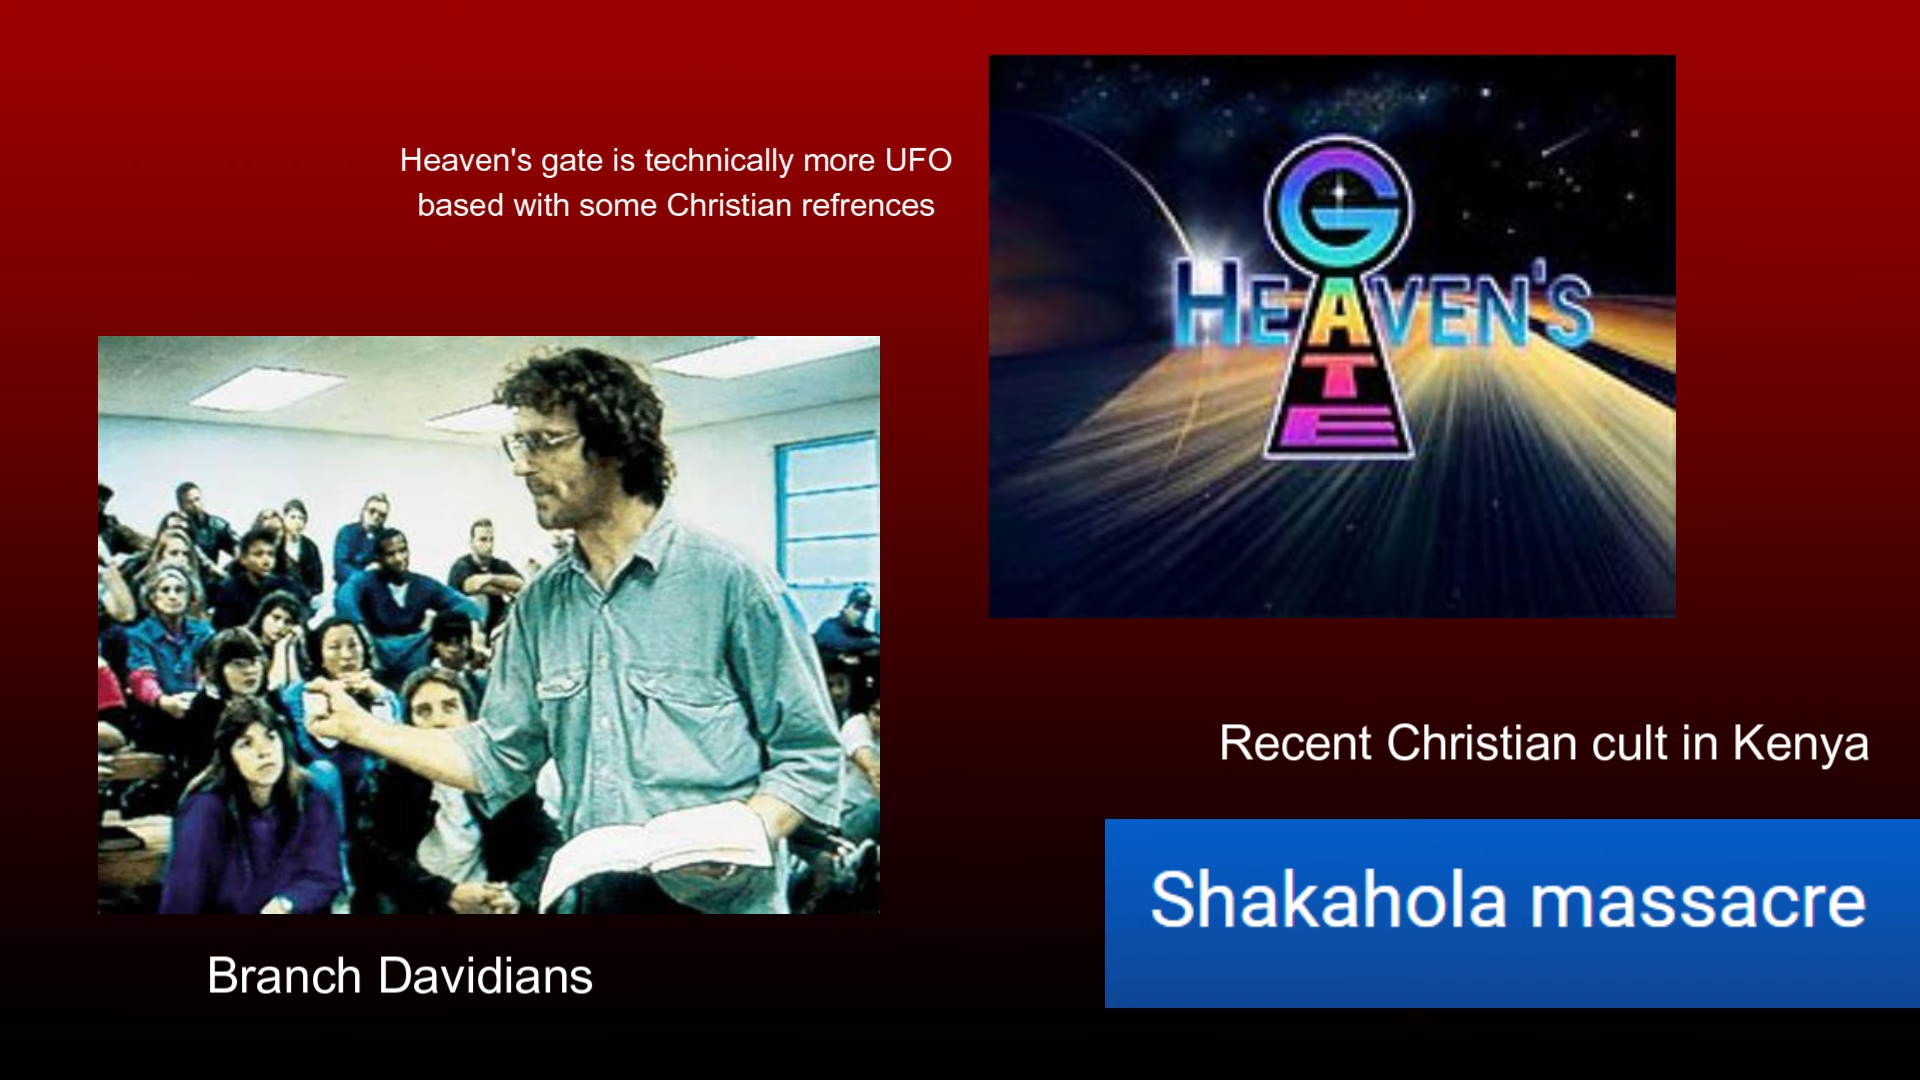 Heaven's gate is technically more UFO
based with some Christian refrences
HEAVEN'S
GATE
Recent Christian cult in Kenya
Shakahola massacre
Branch Davidians